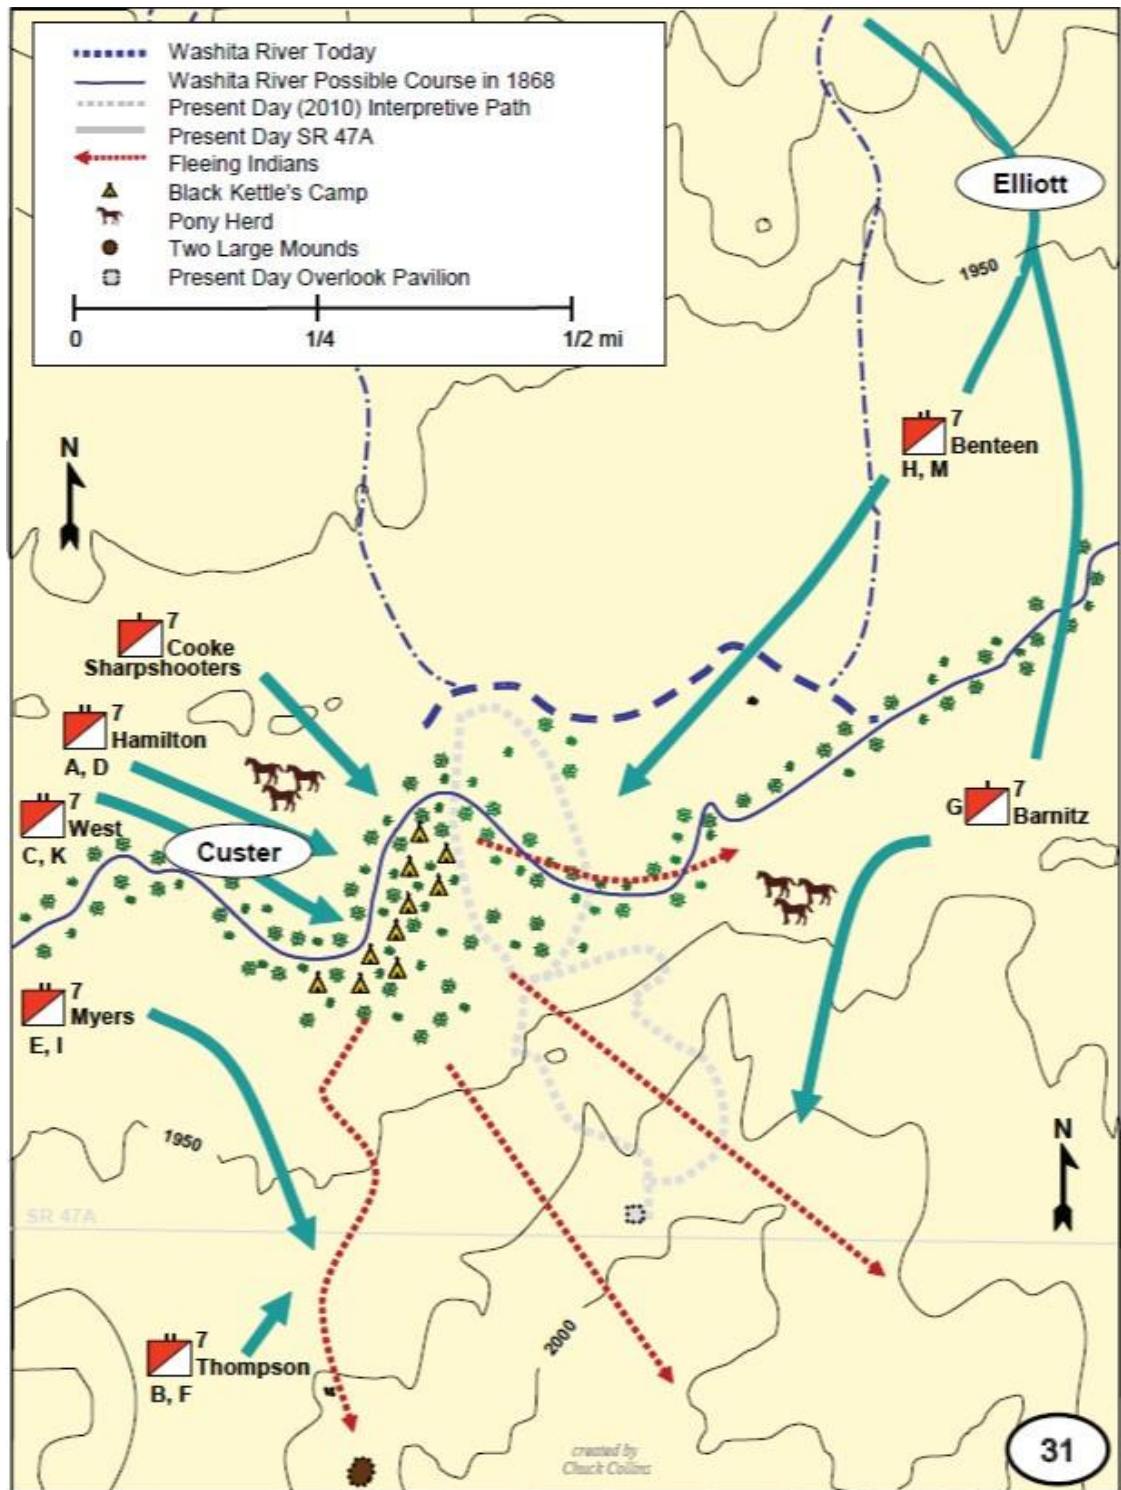 Washita River Today
Washita River Possible Course in 1868
Present Day (2010) Interpretive Path
Present Day SR 47A
Fleeing Indians
Black Kettle's Camp
Pony Herd
Two Large Mounds
Present Day Overlook Pavilion
0 1/4 1/2 mi
Elliott
1950
7
Benteen
H, M
N
7
Cooke
Sharpshooters
7
Hamilton
A, D
7
West
C, K
Custer
G 7
Barnitz
7
Myers
E, I
1950
N
SR 47A
7
Thompson
B, F
2000
created by
Chuck Collins
31